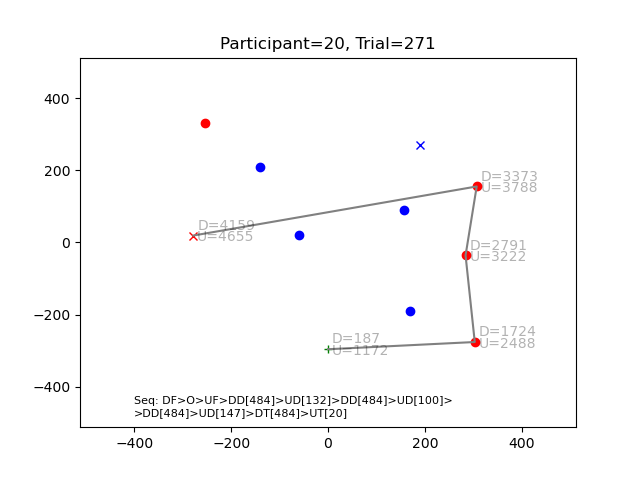 Participant=20, Trial=271
400
200
0
−200
−400
D=3373
U=3788
D=4159
U=4655
D=2791
U=3222
D=187
U=1172
D=1724
U=2488
Seq: DF>O>UF>DD[484]>UD[132]>DD[484]>UD[100]>
>DD[484]>UD[147]>DT[484]>UT[20]
−400 −200 0 200 400